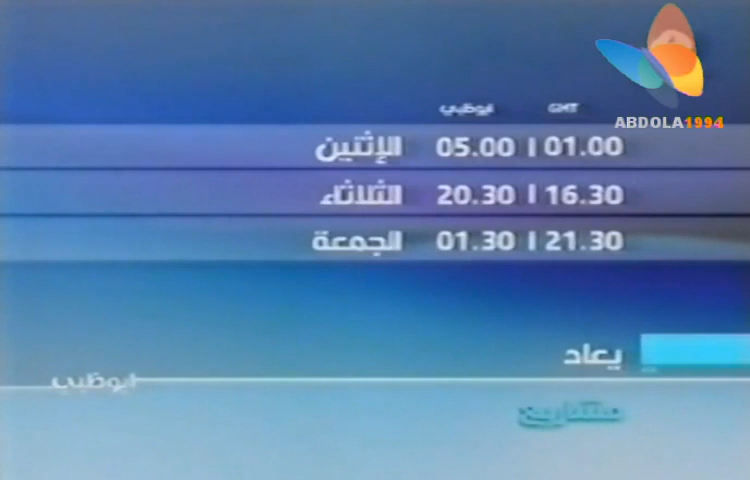 ABDOLA1994
GMT ابوظبي
01.00 | 05.00 الإثنين
16.30 | 20.30 الثلاثاء
21.30 | 01.30 الجمعة
يعاد
ابوظبي
مشاريع